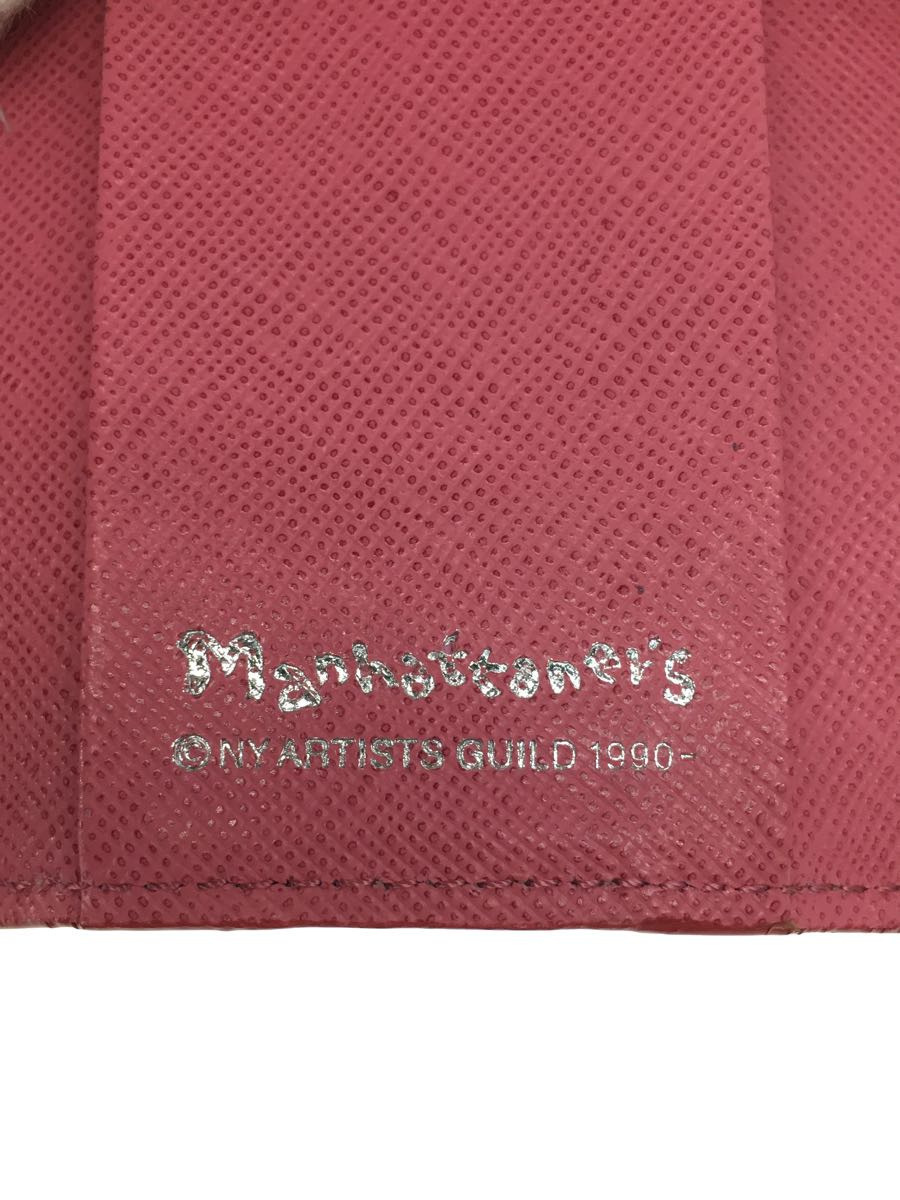 Manhattaner's
©NY ARTISTS GUILD 1990-